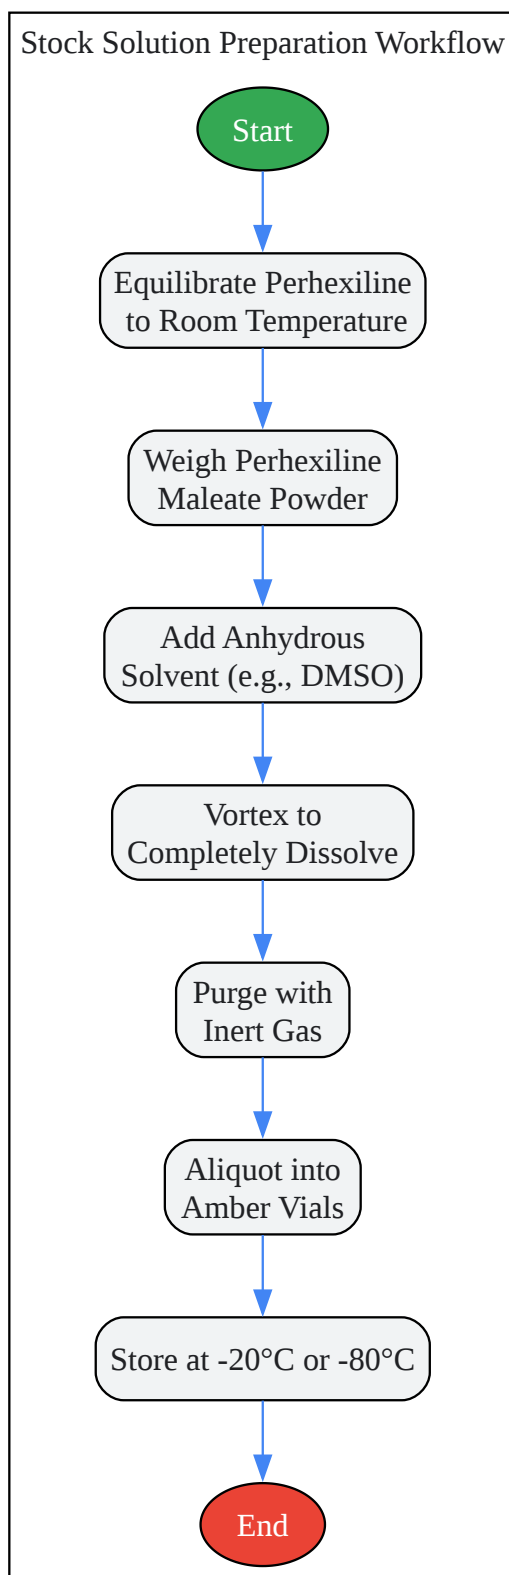 Stock Solution Preparation Workflow
Start
Equilibrate Perhexiline
to Room Temperature
Weigh Perhexiline
Maleate Powder
Add Anhydrous
Solvent (e.g., DMSO)
Vortex to
Completely Dissolve
Purge with
Inert Gas
Aliquot into
Amber Vials
Store at -20°C or -80°C
End